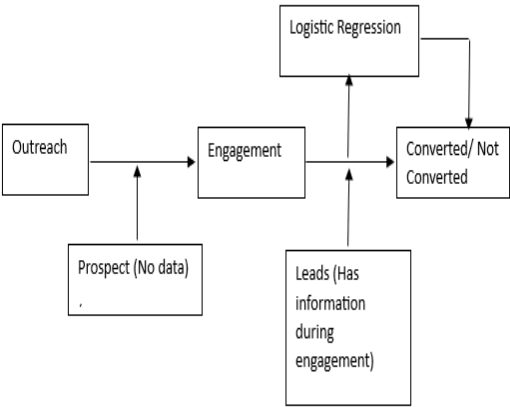 Logistic Regression
Outreach
Engagement
Converted/ Not
Converted
Prospect (No data)
,
Leads (Has
information
during
engagement)